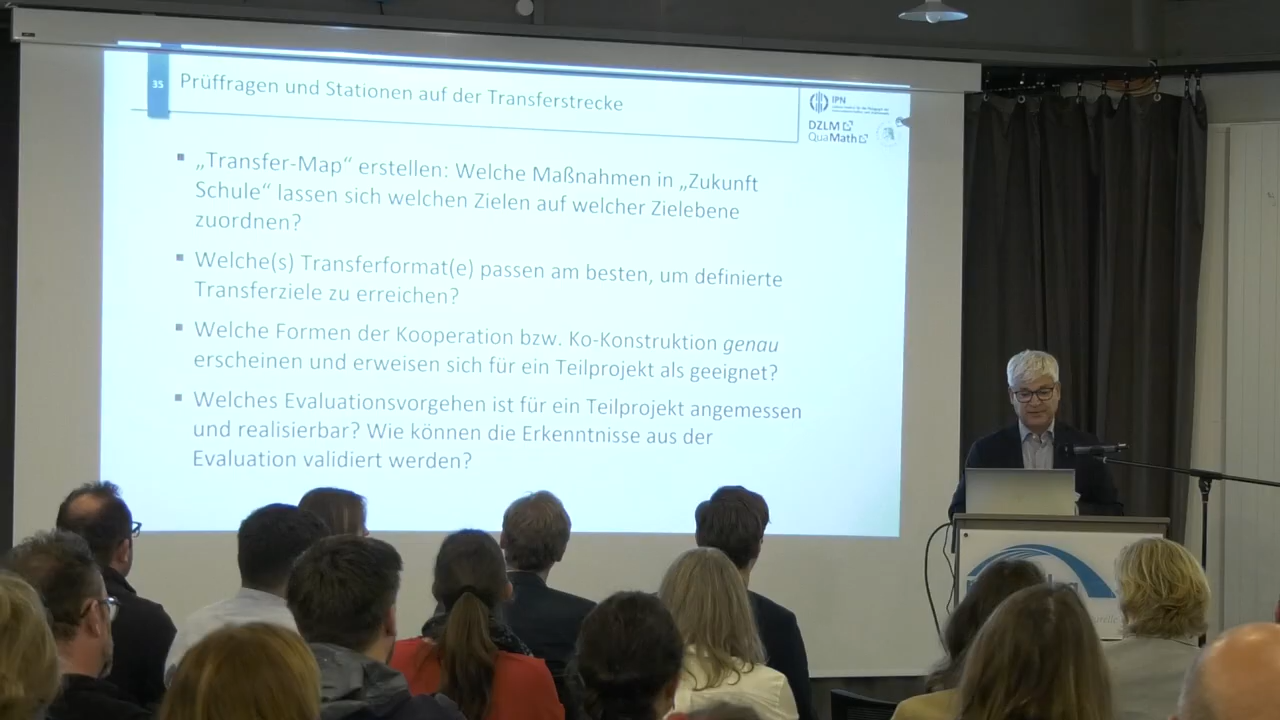 35
Prüffragen und Stationen auf der Transferstrecke
IPN
DZLM
QuaMath
▪ „Transfer-Map“ erstellen: Welche Maßnahmen in „Zukunft
Schule“ lassen sich welchen Zielen auf welcher Zielebene
zuordnen?
▪ Welche(s) Transferformat(e) passen am besten, um definierte
Transferziele zu erreichen?
▪ Welche Formen der Kooperation bzw. Ko-Konstruktion genau
erscheinen und erweisen sich für ein Teilprojekt als geeignet?
▪ Welches Evaluationsvorgehen ist für ein Teilprojekt angemessen
und realisierbar? Wie können die Erkenntnisse aus der
Evaluation validiert werden?